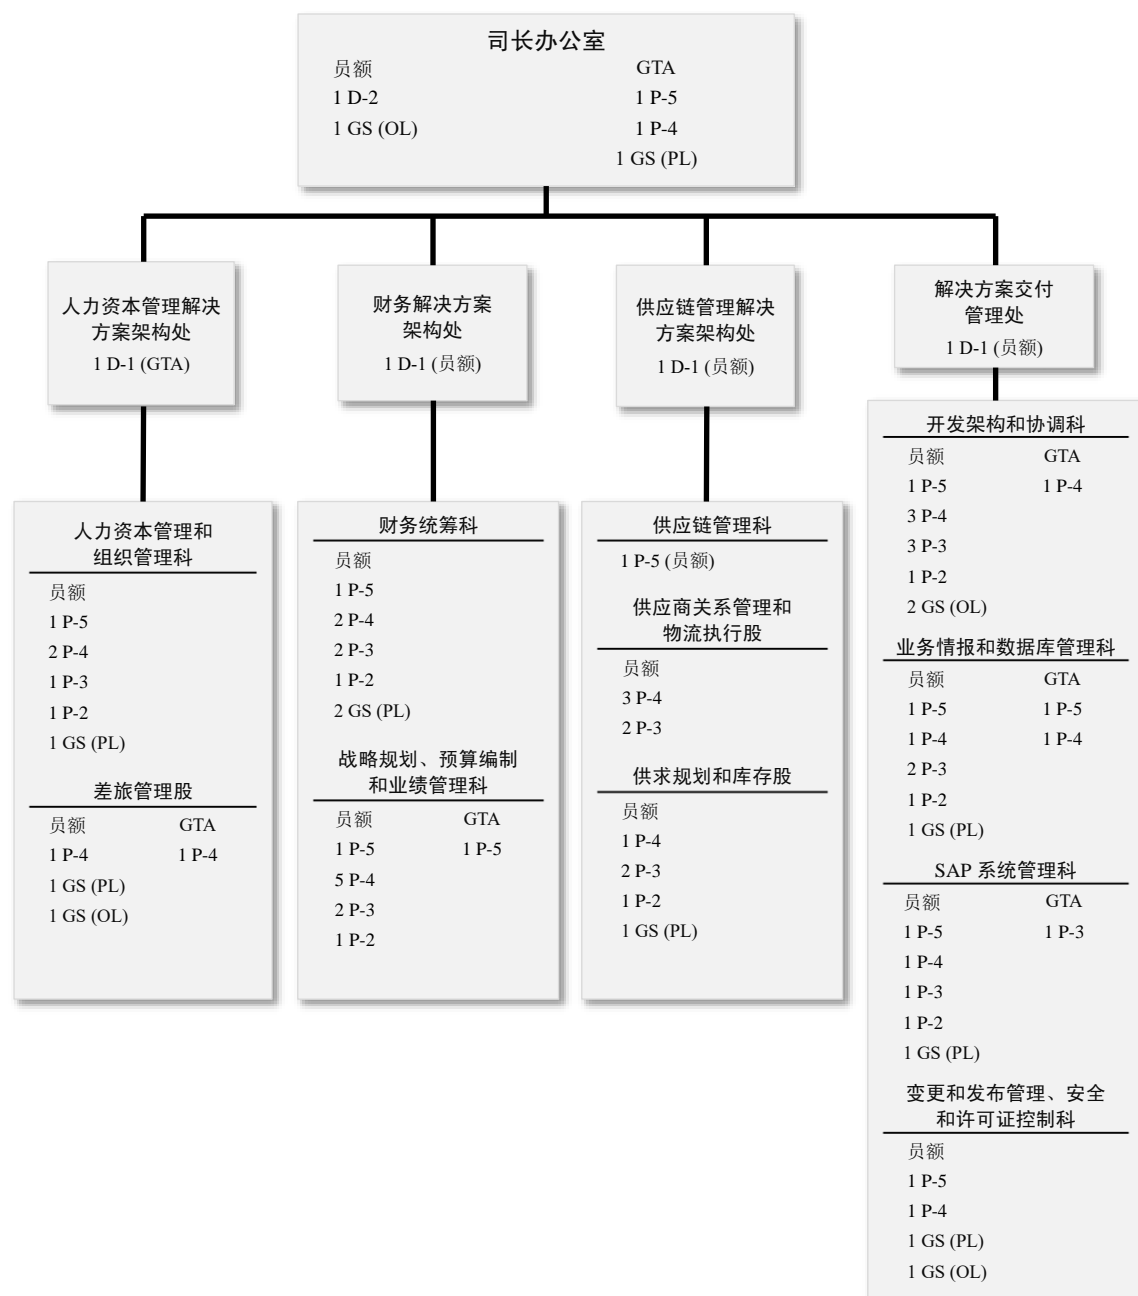 司长办公室
员额 GTA
1 D-2 1 P-5
1 GS (OL) 1 P-4
1 GS (PL)
人力资本管理解决
方案架构处
1 D-1 (GTA)
财务解决方案
架构处
1 D-1 (员额)
供应链管理解决
方案架构处
1 D-1 (员额)
解决方案交付
管理处
1 D-1 (员额)
人力资本管理和
组织管理科
员额
1 P-5
2 P-4
1 P-3
1 P-2
1 GS (PL)
差旅管理股
员额 GTA
1 P-4 1 P-4
1 GS (PL)
1 GS (OL)
财务统筹科
员额
1 P-5
2 P-4
2 P-3
1 P-2
2 GS (PL)
战略规划、预算编制
和业绩管理科
员额 GTA
1 P-5 1 P-5
5 P-4
2 P-3
1 P-2
供应链管理科
1 P-5 (员额)
供应商关系管理和
物流执行股
员额
3 P-4
2 P-3
供求规划和库存股
员额
1 P-4
2 P-3
1 P-2
1 GS (PL)
开发架构和协调科
员额 GTA
1 P-5 1 P-4
3 P-4
3 P-3
1 P-2
2 GS (OL)
业务情报和数据库管理科
员额 GTA
1 P-5 1 P-5
1 P-4 1 P-4
2 P-3
1 P-2
1 GS (PL)
SAP 系统管理科
员额 GTA
1 P-5 1 P-3
1 P-4
1 P-3
1 P-2
1 GS (PL)
变更和发布管理、安全
和许可证控制科
员额
1 P-5
1 P-4
1 GS (PL)
1 GS (OL)